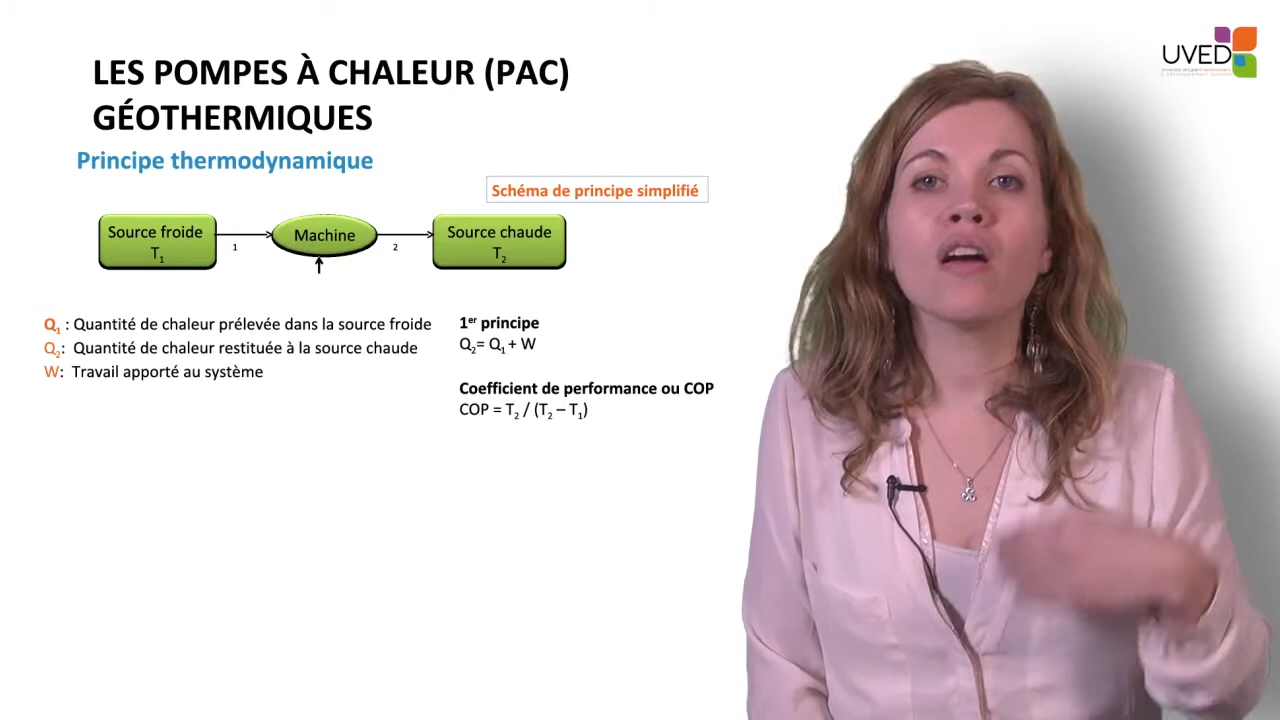 LES POMPES À CHALEUR (PAC)
GÉOTHERMIQUES
Principe thermodynamique
UVED
Schéma de principe simplifié
Source froide
T1
1
Machine
2
Source chaude
T2
Q1 : Quantité de chaleur prélevée dans la source froide
Q2: Quantité de chaleur restituée à la source chaude
W: Travail apporté au système
1er principe
Q2= Q1 + W
Coefficient de performance ou COP
COP = T2 / (T2 – T1)